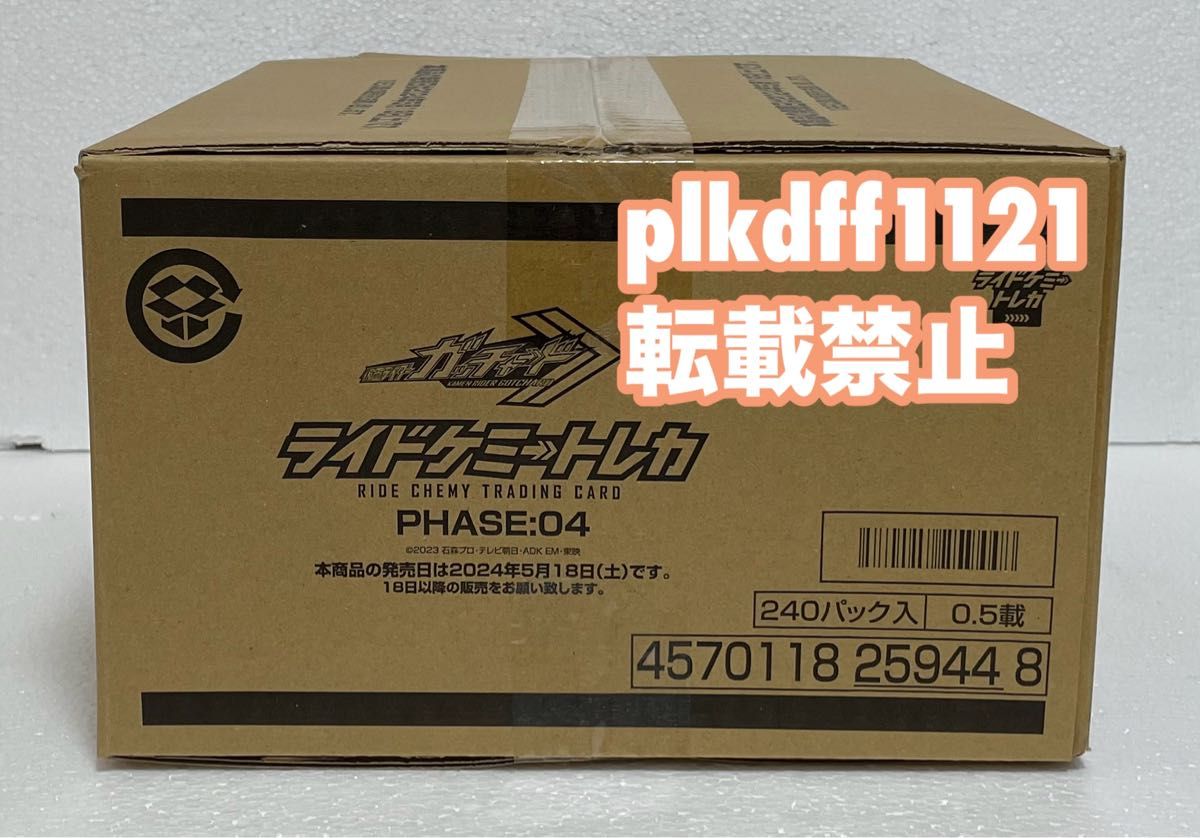 plkdff1121
転載禁止
ライドケミー
トレカ
仮面ライダー
ガッチャード
KAMEN RIDER GOTCHARD
ライドケミートレカ
RIDE CHEMY TRADING CARD
PHASE:04
©2023 石森プロ・テレビ朝日・ADK EM・東映
本商品の発売日は2024年5月18日(土)です。
18日以降の販売をお願い致します。
240パック入 0.5載
4570118 25944 8